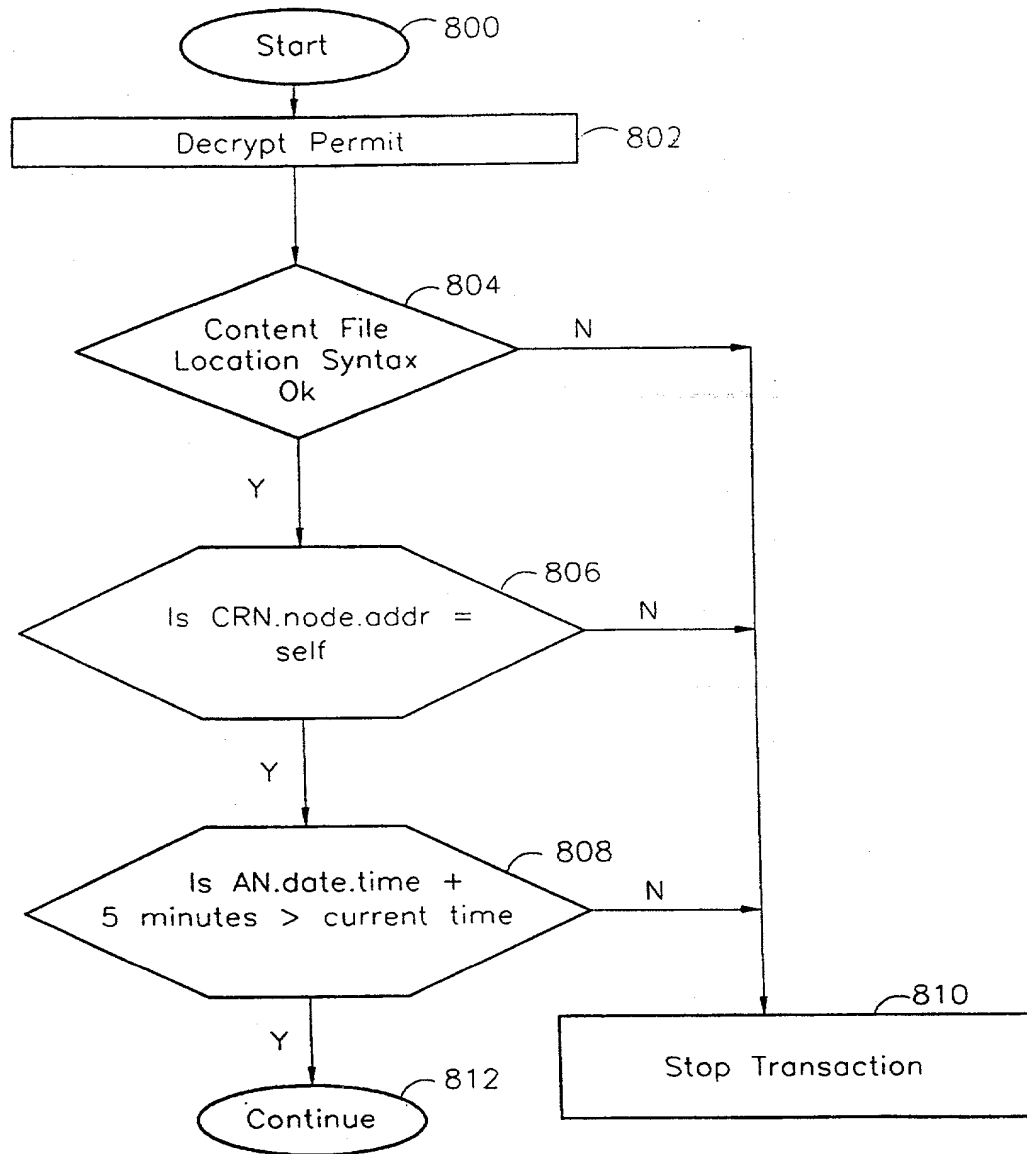 Start
800
Decrypt Permit
802
804
Content File
Location Syntax
Ok
N
Y
806
Is CRN.node.addr =
self
N
Y
808
Is AN.date.time +
5 minutes > current time
N
Y
810
Stop Transaction
812
Continue